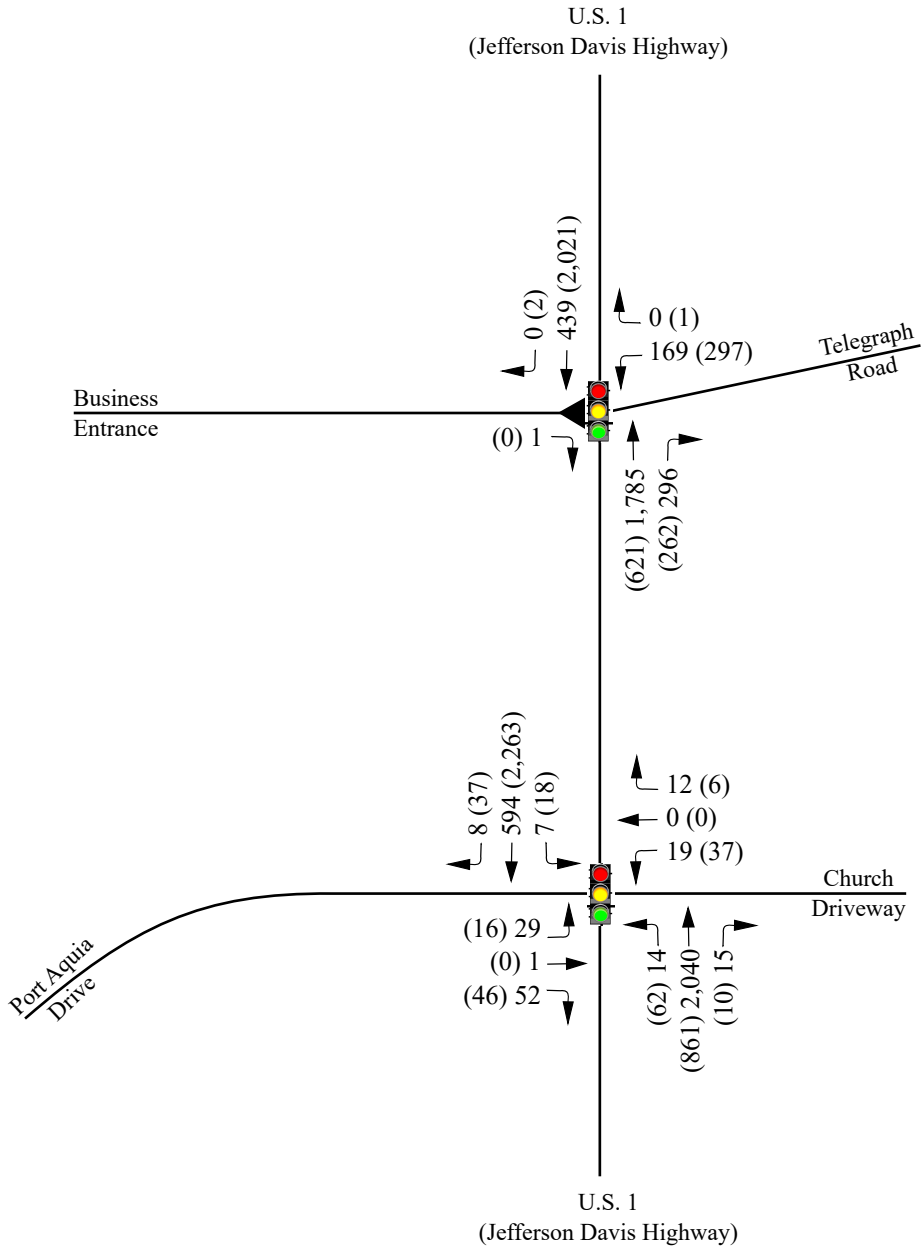 U.S. 1
(Jefferson Davis Highway)
0 (2)
439 (2,021)
0 (1)
169 (297)
Telegraph
Road
Business
Entrance
(0) 1
(621) 1,785
(262) 296
8 (37)
594 (2,263)
7 (18)
12 (6)
0 (0)
19 (37)
Church
Driveway
Port Aquia
Drive
(16) 29
(0) 1
(46) 52
(62) 14
(861) 2,040
(10) 15
U.S. 1
(Jefferson Davis Highway)